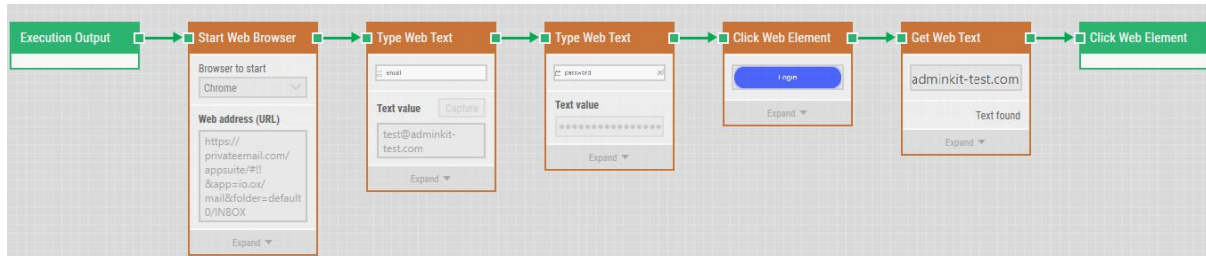 Execution Output
Start Web Browser
Browser to start
Chrome
Web address (URL)
https://
privateemail.com/
appsuite/#!!
&app=io.ox/
mail&folder=default
0/INBOX
Expand
Type Web Text
email
Text value
Capture
test@adminkit-
test.com
Expand
Type Web Text
password
Text value
●●●●●●●●●●●●●●●●
Expand
Click Web Element
Login
Expand
Get Web Text
adminkit-test.com
Text found
Expand
Click Web Element